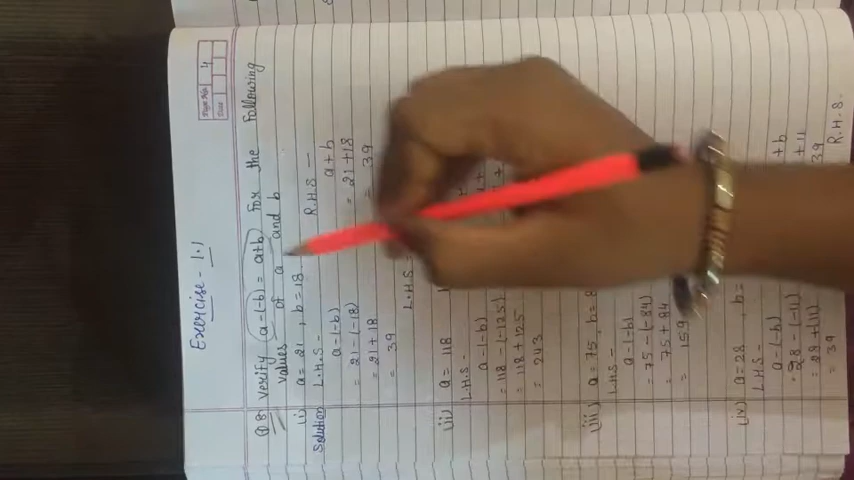 Page No. 4
Date
Exercise - 1.1
Q 8. Verify a-(-b) = a+b for the following
values of a and b
(i) a = 21 , b = 18
Solution L.H.S - R.H.S -
a-(-b) a+b
= 21-(-18) = 21+18
= 21+18 = 39
= 39
L.H.S =
(ii) a = 118
L.H.S -
a-(-b)
= 118-(-125)
= 118+125
= 243
(iii) a = 75 , b = 8
L.H.S -
a-(-b)
= 75-(-84)
= 75+84
= 159
(iv) a = 28 , b =
L.H.S -
a-(-b) +b
= 28-(-11) +11
= 28+(11) 39
= 39 R.H.S.